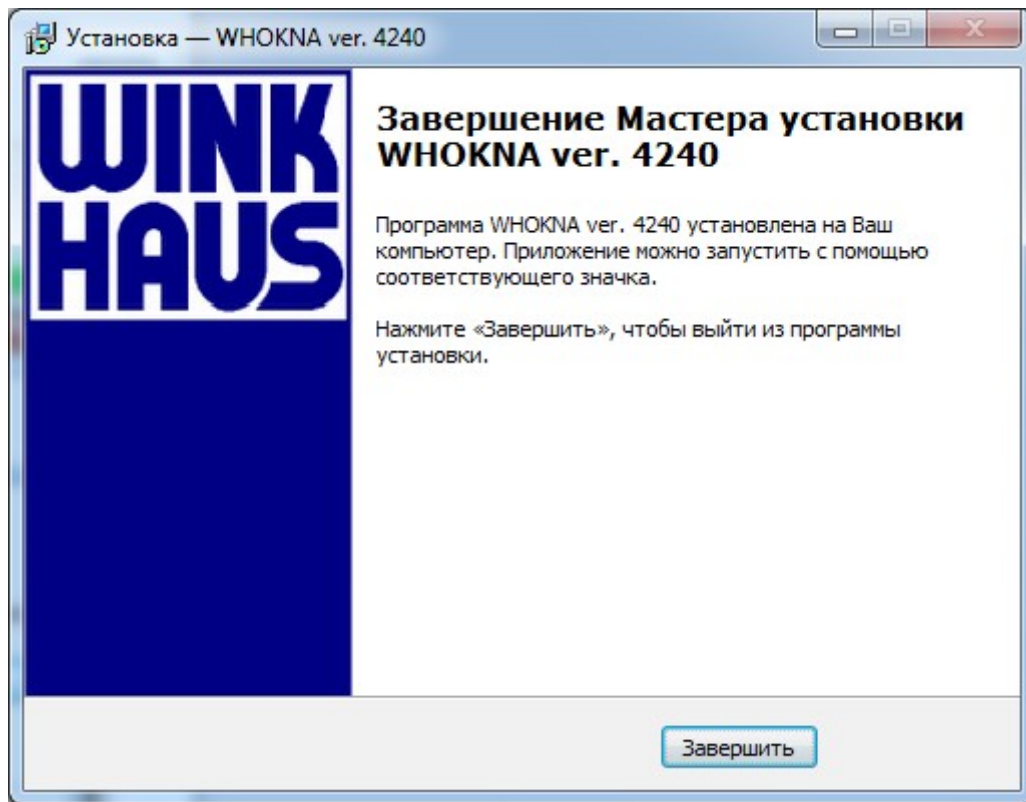 Установка — WHOKNA ver. 4240
WINK
HAUS
Завершение Мастера установки
WHOKNA ver. 4240
Программа WHOKNA ver. 4240 установлена на Ваш
компьютер. Приложение можно запустить с помощью
соответствующего значка.
Нажмите «Завершить», чтобы выйти из программы
установки.
Завершить